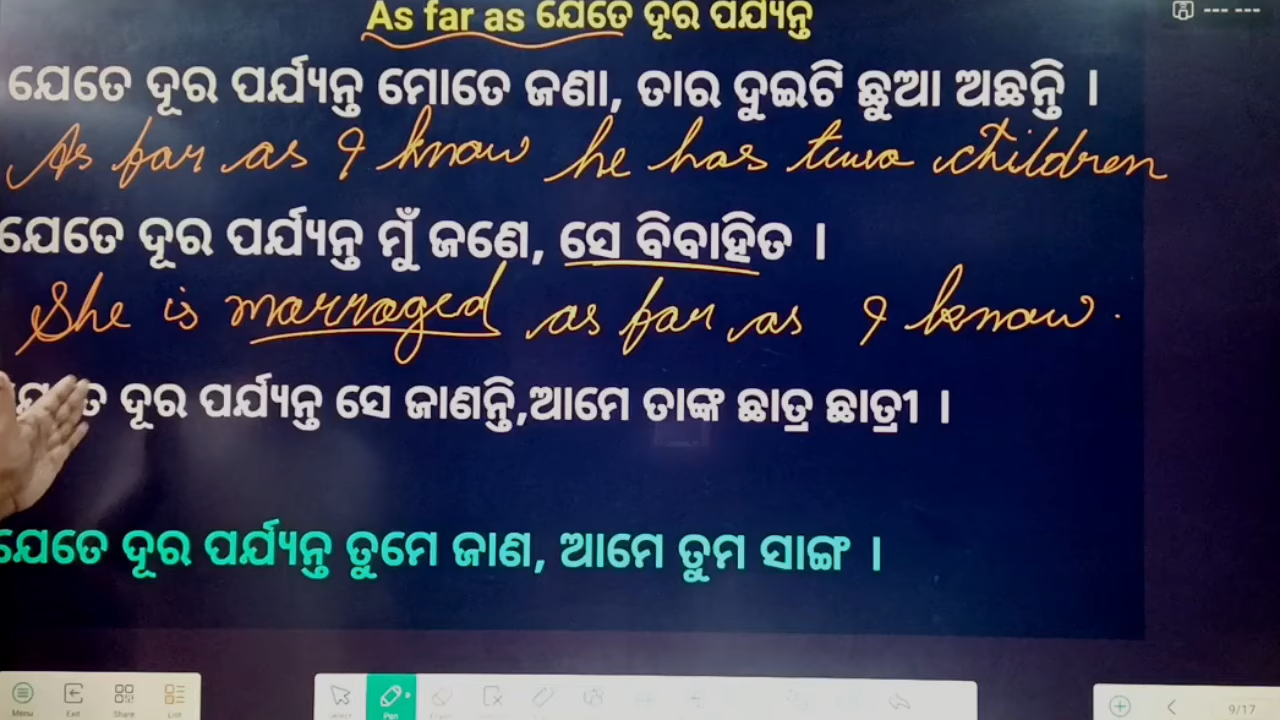 As far as ଯେତେ ଦୂର ପର୍ଯ୍ୟନ୍ତ
ଯେତେ ଦୂର ପର୍ଯ୍ୟନ୍ତ ମୋତେ ଜଣା, ତାର ଦୁଇଟି ଛୁଆ ଅଛନ୍ତି ।
As far as I know he has two children
ଯେତେ ଦୂର ପର୍ଯ୍ୟନ୍ତ ମୁଁ ଜଣେ, ସେ ବିବାହିତ ।
She is marraged as far as I know.
ଦୂର ପର୍ଯ୍ୟନ୍ତ ସେ ଜାଣନ୍ତି,ଆମେ ତାଙ୍କ ଛାତ୍ର ଛାତ୍ରୀ ।
ଯେତେ ଦୂର ପର୍ଯ୍ୟନ୍ତ ତୁମେ ଜାଣ, ଆମେ ତୁମ ସାଙ୍ଗ ।
Menu Exit Share List Pen 9/17